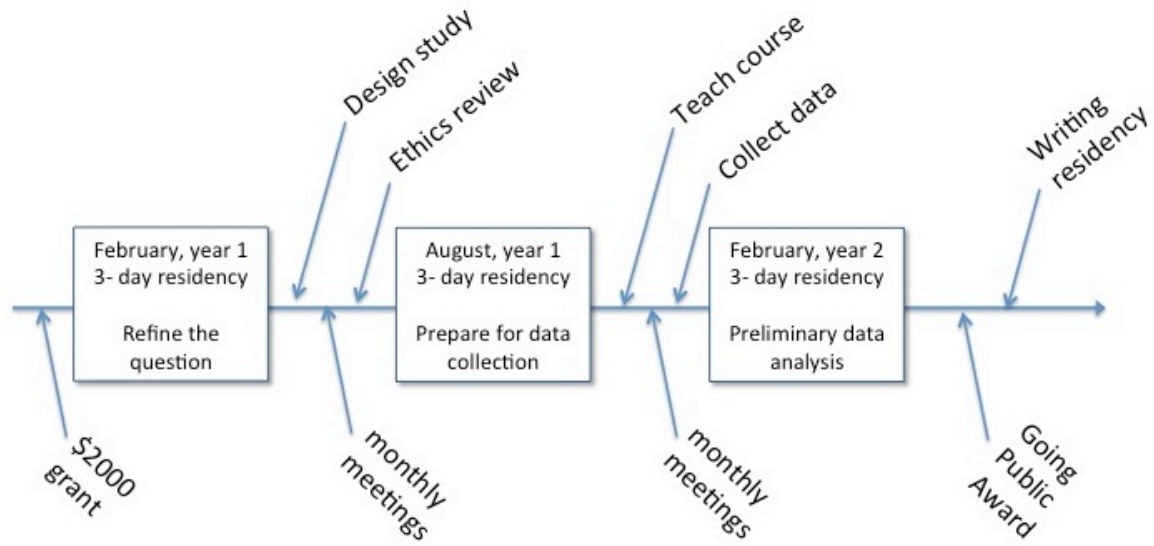 Design study
Ethics review
Teach course
Collect data
Writing
residency
February, year 1
3- day residency
Refine the
question
August, year 1
3- day residency
Prepare for data
collection
February, year 2
3- day residency
Preliminary data
analysis
$2000
grant
monthly
meetings
monthly
meetings
Going
Public
Award